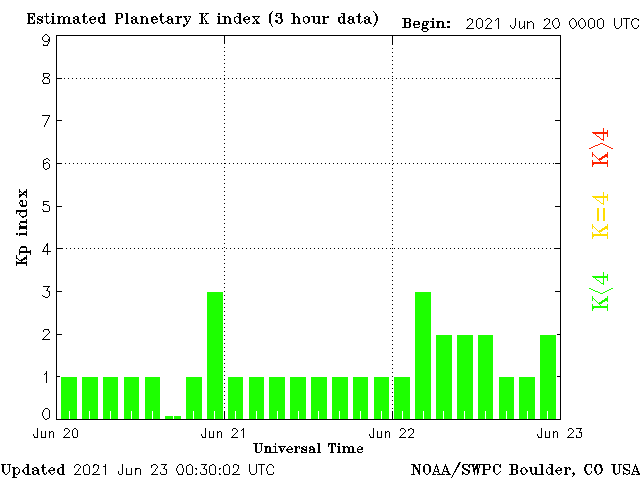 Estimated Planetary K index (3 hour data)
Begin: 2021 Jun 20 0000 UTC
9
8
7
6
5
4
3
2
1
0
Kp index
Jun 20
Jun 21
Jun 22
Jun 23
Universal Time
K>4
K=4
K<4
Updated 2021 Jun 23 00:30:02 UTC
NOAA/SWPC Boulder, CO USA